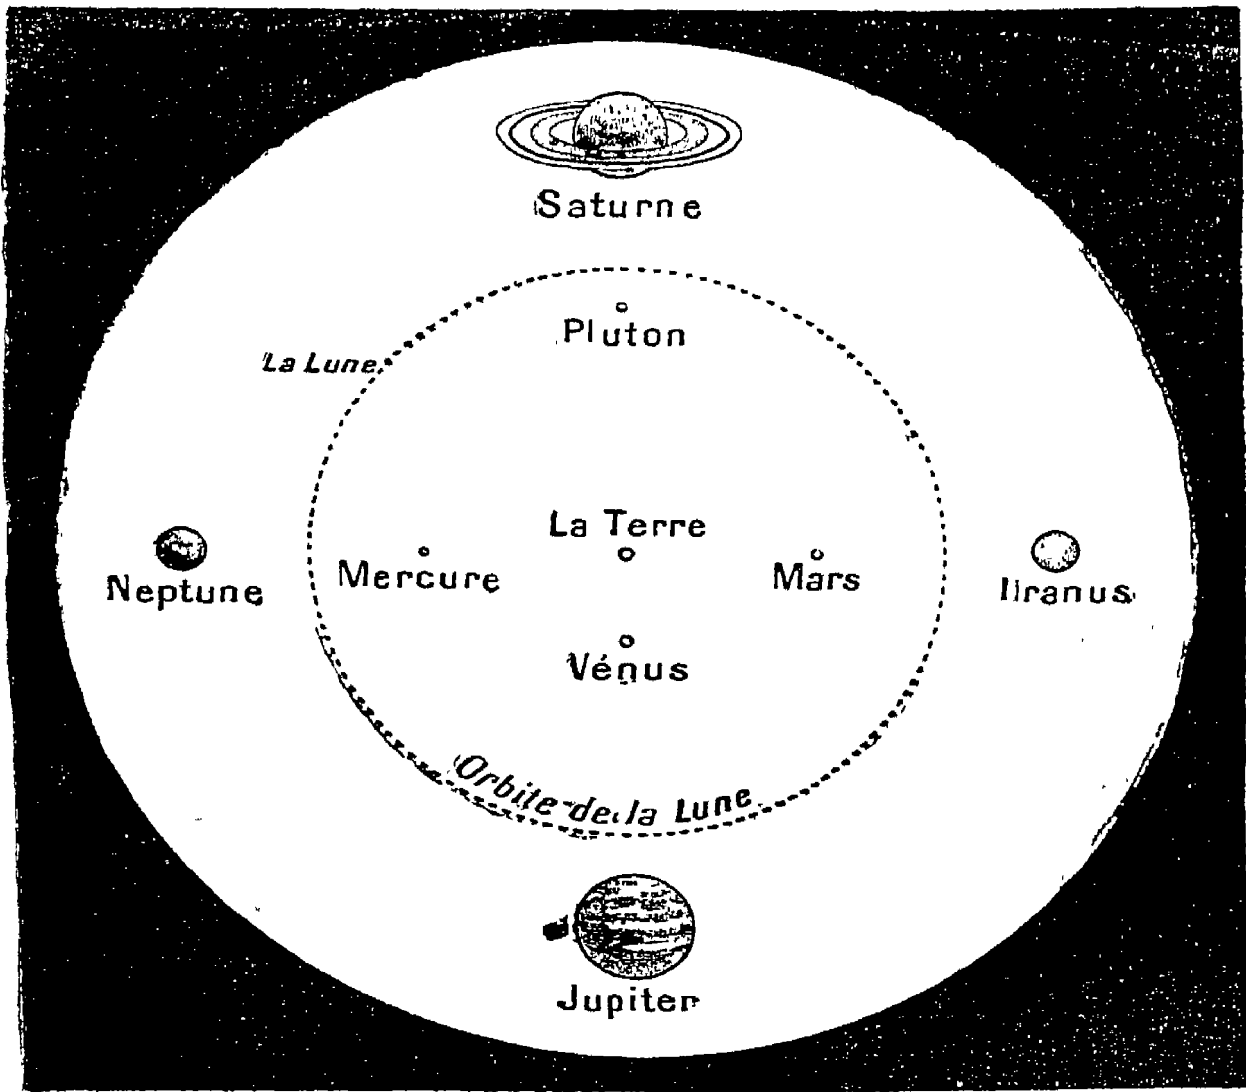 Saturne
Pluton
La Lune
La Terre
Neptune
Mercure
Mars
Uranus
Vénus
Orbite de la Lune
Jupiter